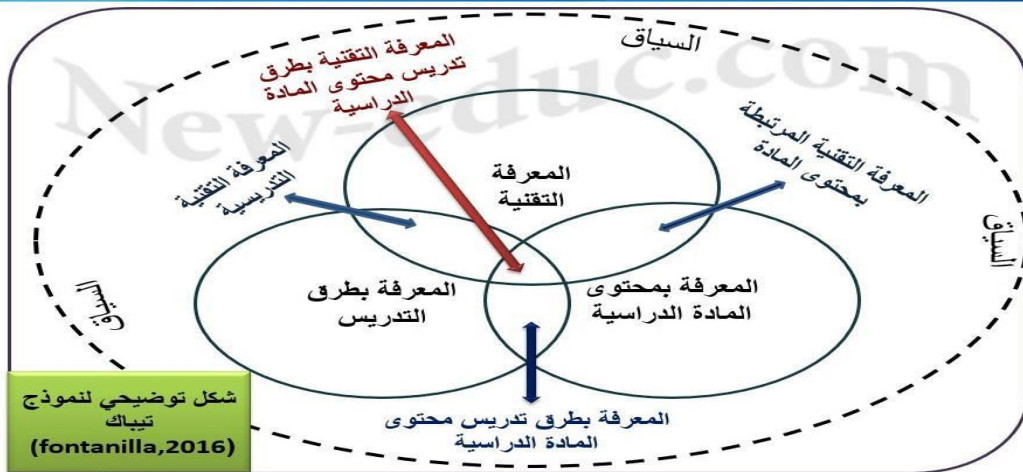 السياق
المعرفة التقنية بطرق
تدريس محتوى المادة
الدراسية
New-educ.com
المعرفة التقنية المرتبطة
بمحتوى المادة
المعرفة التقنية
التدريسية
المعرفة
التقنية
السياق
السياق
المعرفة بمحتوى
المادة الدراسية
المعرفة بطرق
التدريس
المعرفة بطرق تدريس محتوى
المادة الدراسية
شكل توضيحي لنموذج
تيباك
(fontanilla,2016)